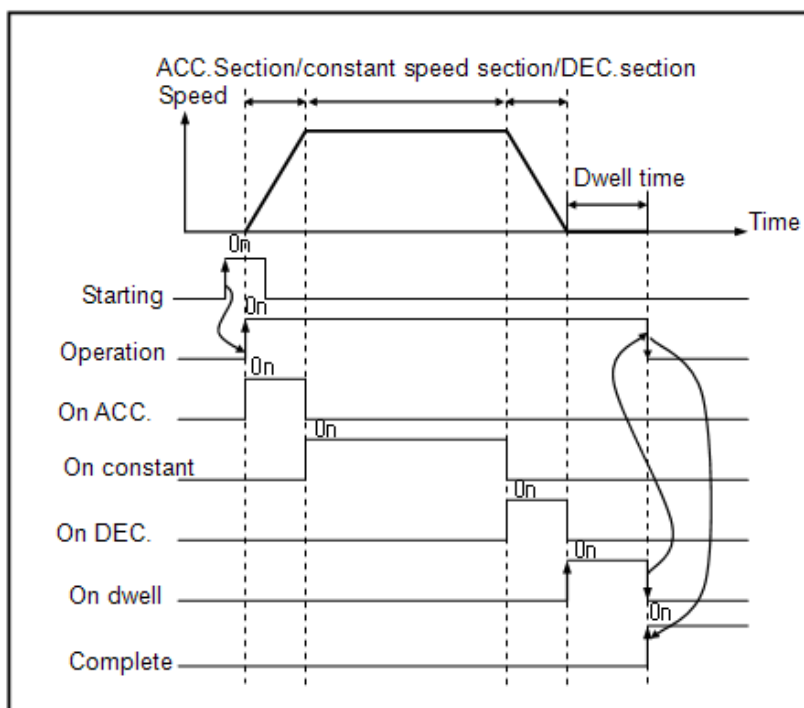 ACC.Section/constant speed section/DEC.section
Speed
Dwell time
Time
On
Starting
On
Operation
On
On ACC.
On
On constant
On
On DEC.
On
On dwell
On
Complete